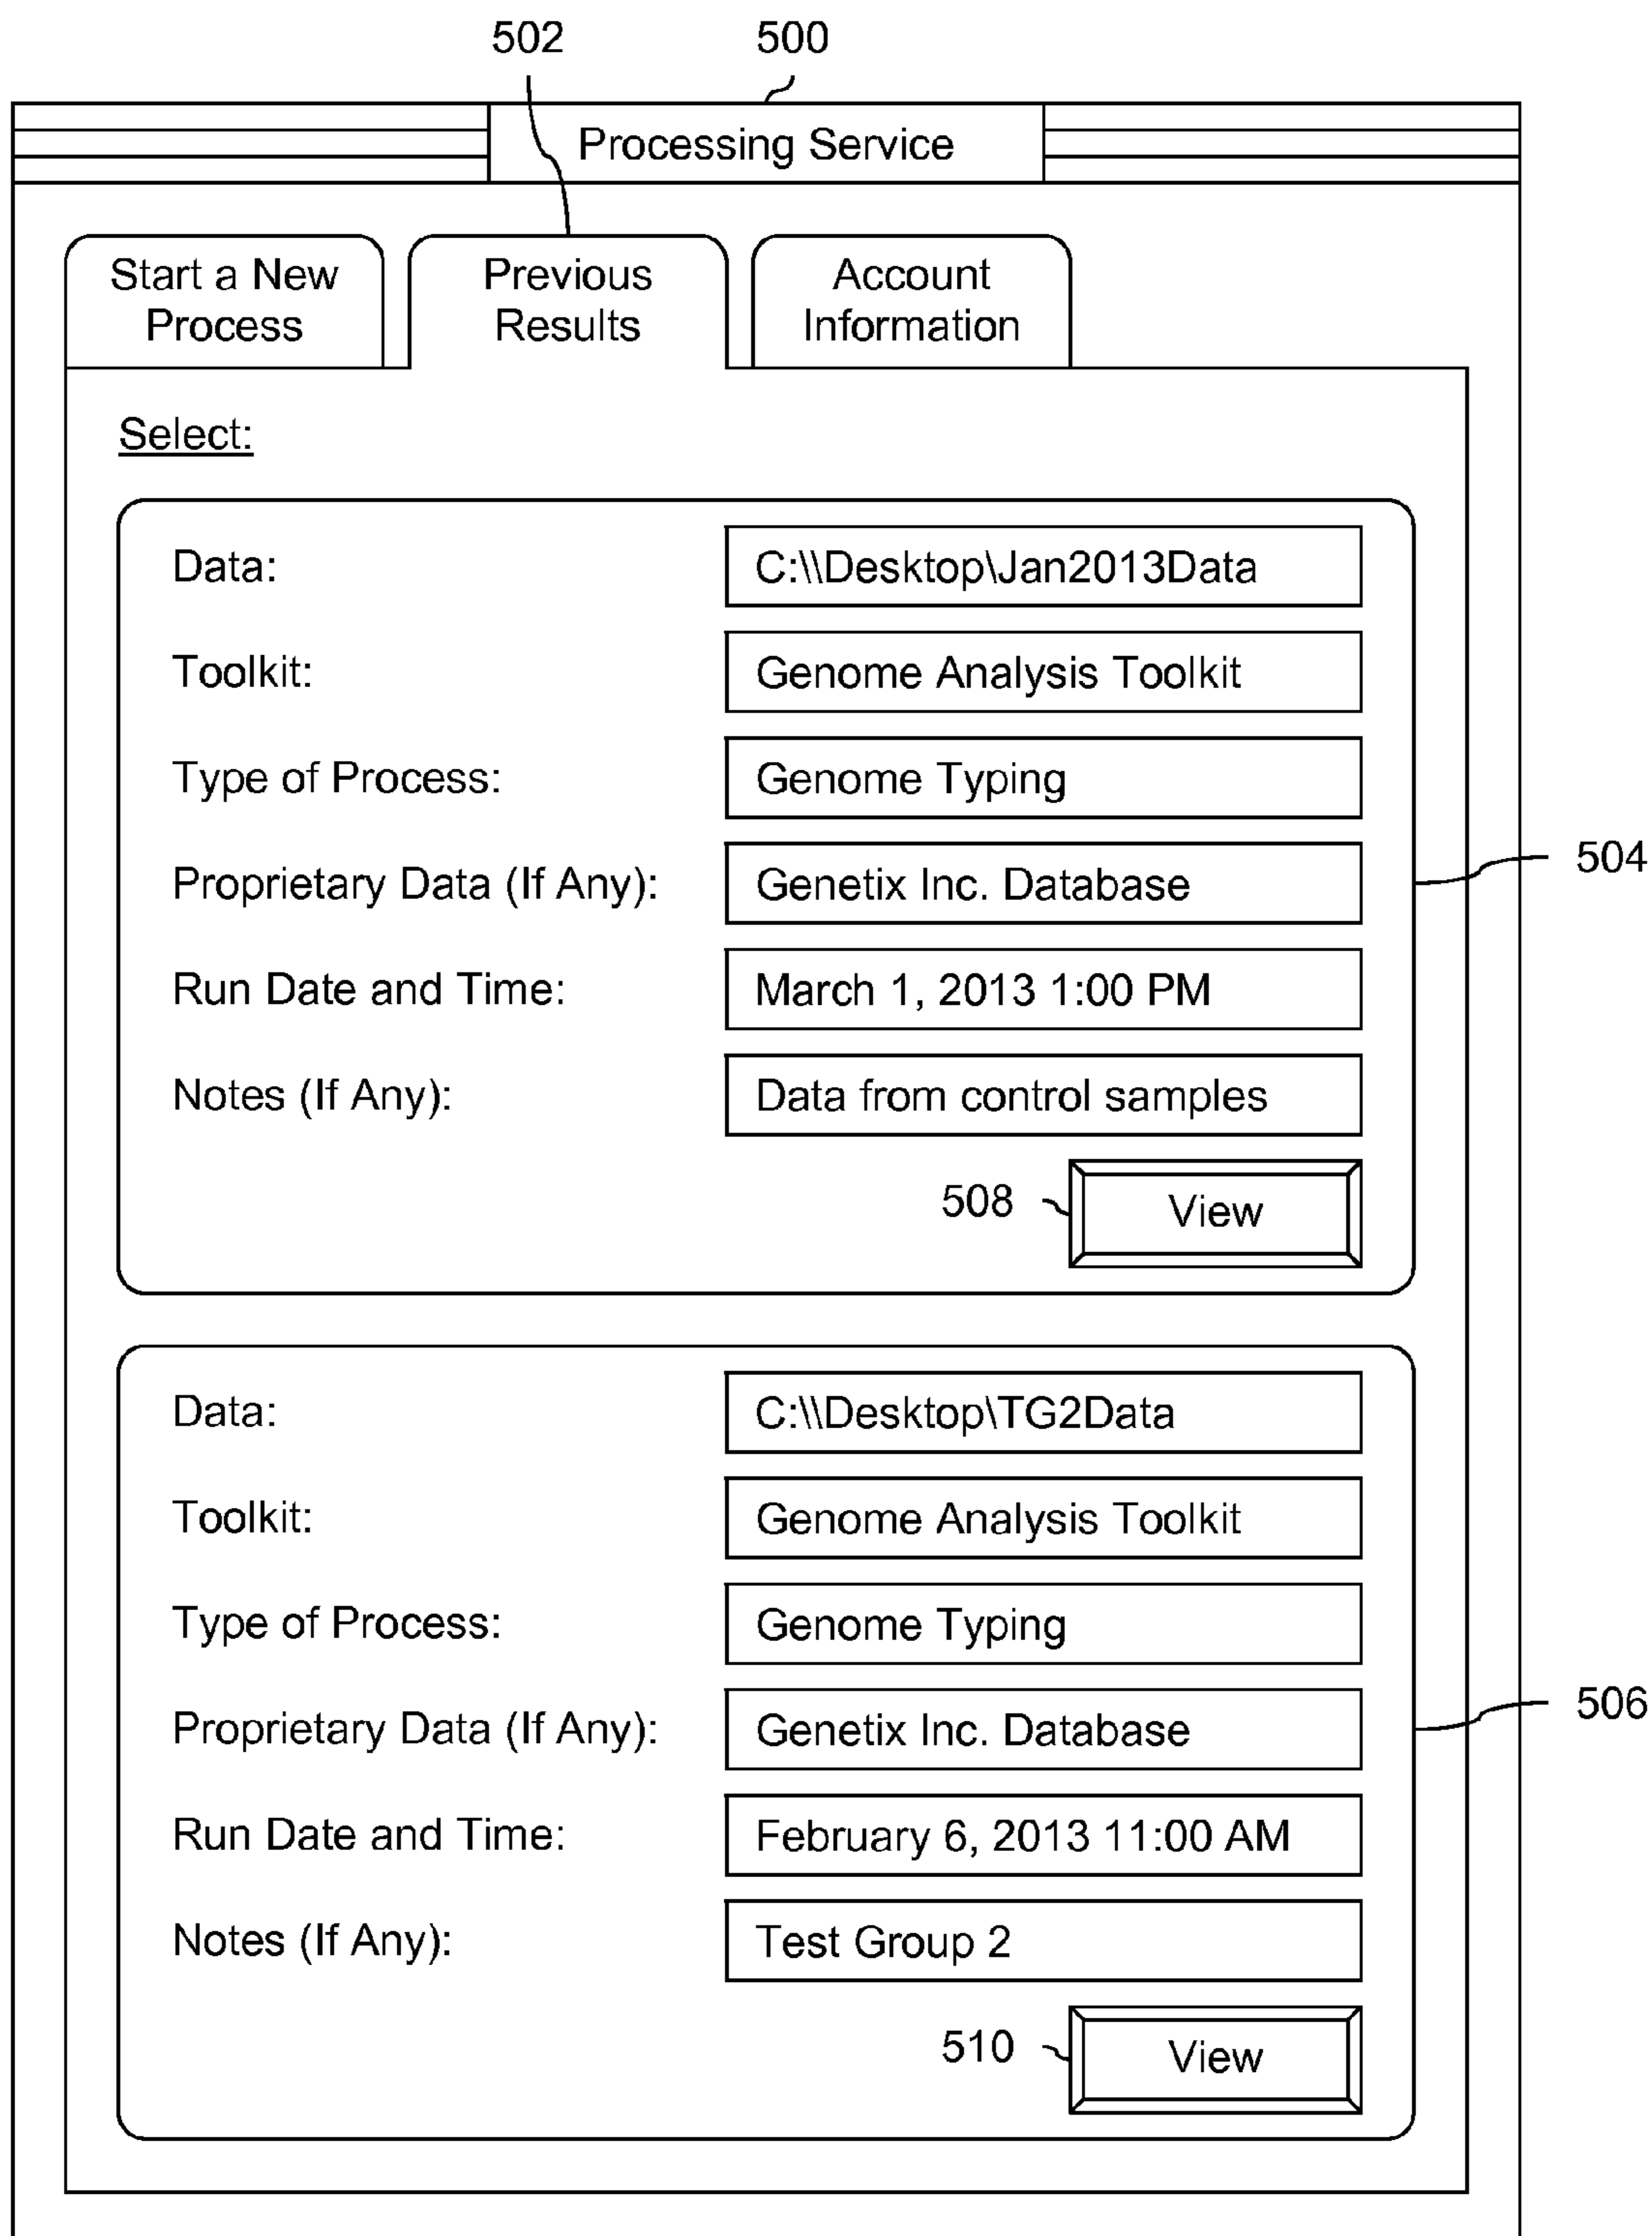 502 500
Processing Service
Start a New
Process
Previous
Results
Account
Information
Select:
Data: C:\\Desktop\Jan2013Data
Toolkit: Genome Analysis Toolkit
Type of Process: Genome Typing
Proprietary Data (If Any): Genetix Inc. Database
504
Run Date and Time: March 1, 2013 1:00 PM
Notes (If Any): Data from control samples
508 View
Data: C:\\Desktop\TG2Data
Toolkit: Genome Analysis Toolkit
Type of Process: Genome Typing
Proprietary Data (If Any): Genetix Inc. Database
506
Run Date and Time: February 6, 2013 11:00 AM
Notes (If Any): Test Group 2
510 View